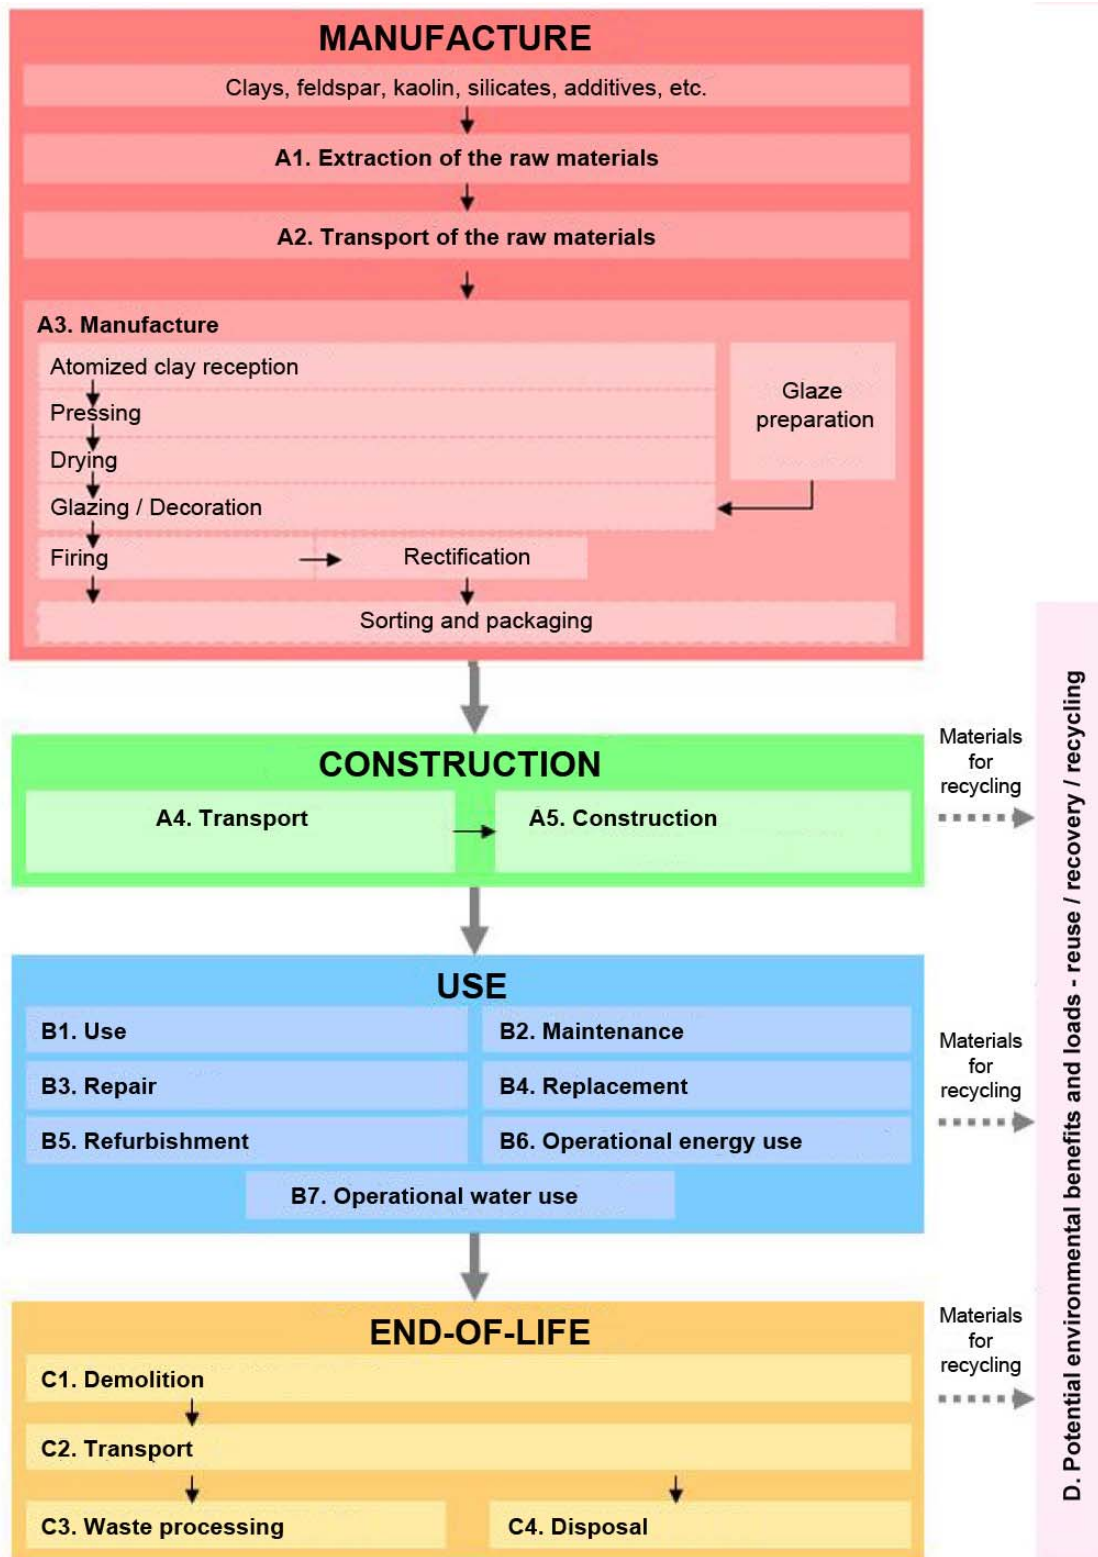 MANUFACTURE
Clays, feldspar, kaolin, silicates, additives, etc.
A1. Extraction of the raw materials
A2. Transport of the raw materials
A3. Manufacture
Atomized clay reception
Pressing
Drying
Glazing / Decoration
Glaze
preparation
Firing
Rectification
Sorting and packaging
CONSTRUCTION
A4. Transport
A5. Construction
Materials
for
recycling
USE
B1. Use
B2. Maintenance
B3. Repair
B4. Replacement
B5. Refurbishment
B6. Operational energy use
B7. Operational water use
Materials
for
recycling
END-OF-LIFE
C1. Demolition
C2. Transport
C3. Waste processing
C4. Disposal
Materials
for
recycling
D. Potential environmental benefits and loads - reuse / recovery / recycling